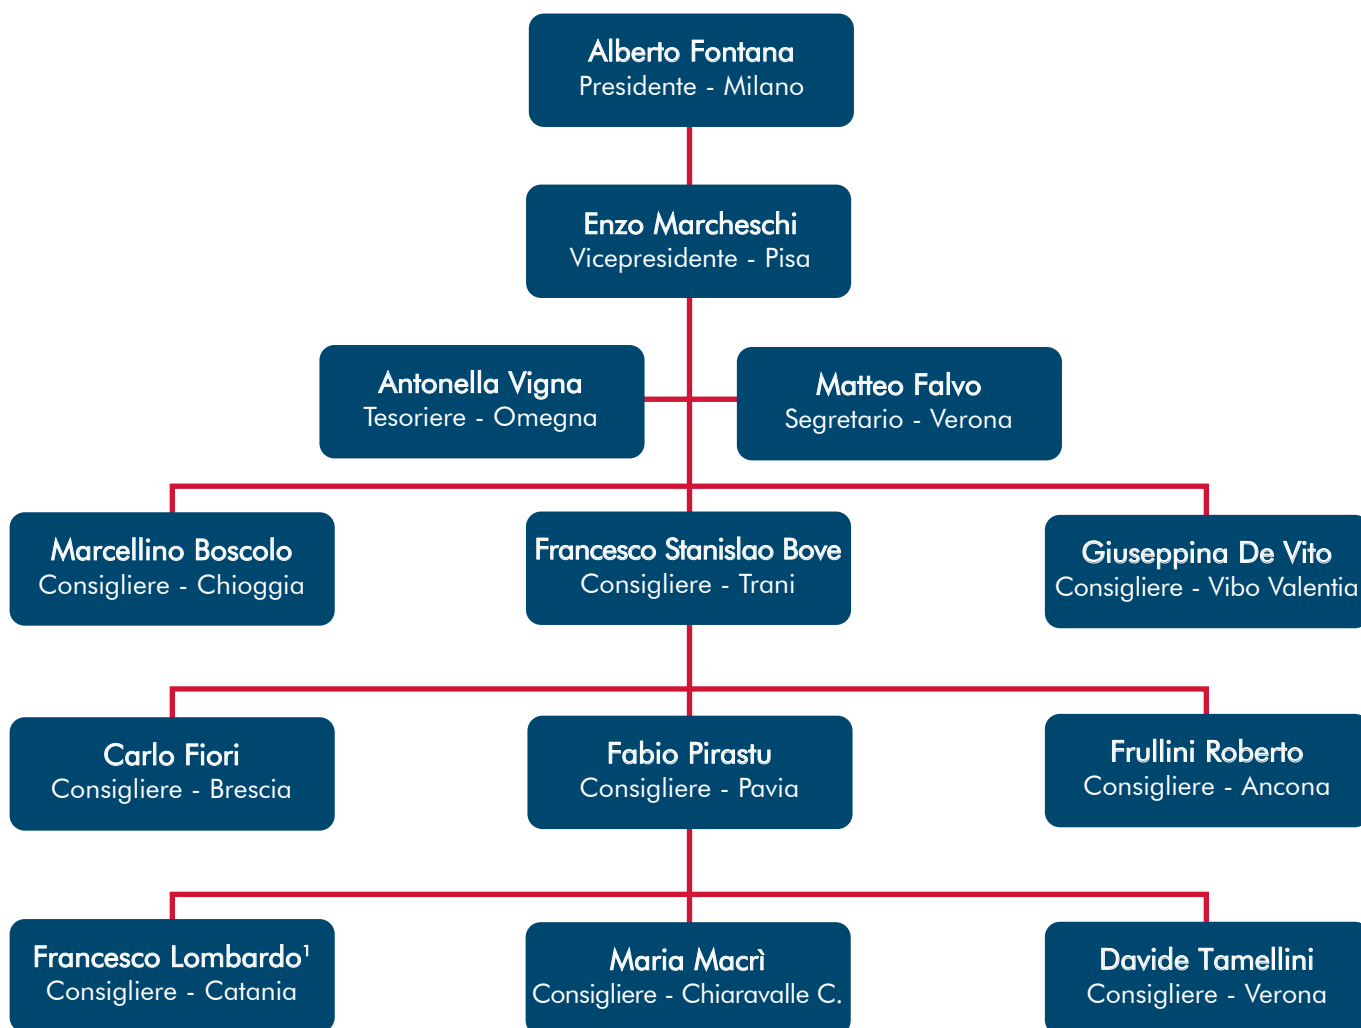 Alberto Fontana
Presidente - Milano
Enzo Marcheschi
Vicepresidente - Pisa
Antonella Vigna
Tesoriere - Omegna
Matteo Falvo
Segretario - Verona
Marcellino Boscolo
Consigliere - Chioggia
Francesco Stanislao Bove
Consigliere - Trani
Giuseppina De Vito
Consigliere - Vibo Valentia
Carlo Fiori
Consigliere - Brescia
Fabio Pirastu
Consigliere - Pavia
Frullini Roberto
Consigliere - Ancona
Francesco Lombardo¹
Consigliere - Catania
Maria Macrì
Consigliere - Chiaravalle C.
Davide Tamellini
Consigliere - Verona